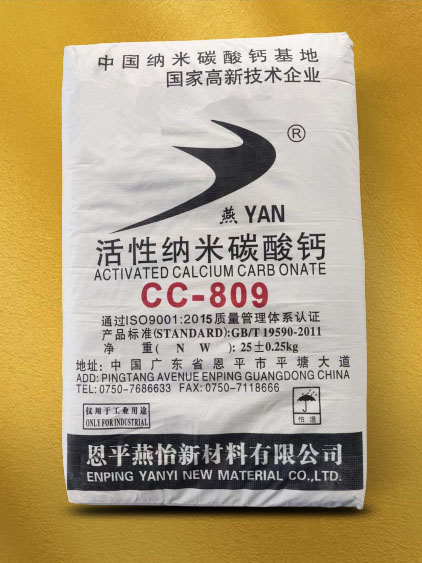 中国纳米碳酸钙基地
国家高新技术企业
®
燕 YAN
活性纳米碳酸钙
ACTIVATED CALCIUM CARB ONATE
CC-809
通过ISO9001:2015质量管理体系认证
产品标准(STANDARD):GB/T 19590-2011
净 重( N W ): 25±0.25kg
地址: 中国广东省恩平市平塘大道
ADD: PINGTANG AVENUE ENPING GUANGDONG CHINA
TEL: 0750-7686633 FAX: 0750-7118666
仅用于工业用途
ONLY FOR INDUSTRIAL
怕湿
恩平燕怡新材料有限公司
ENPING YANYI NEW MATERIAL CO.,LTD.